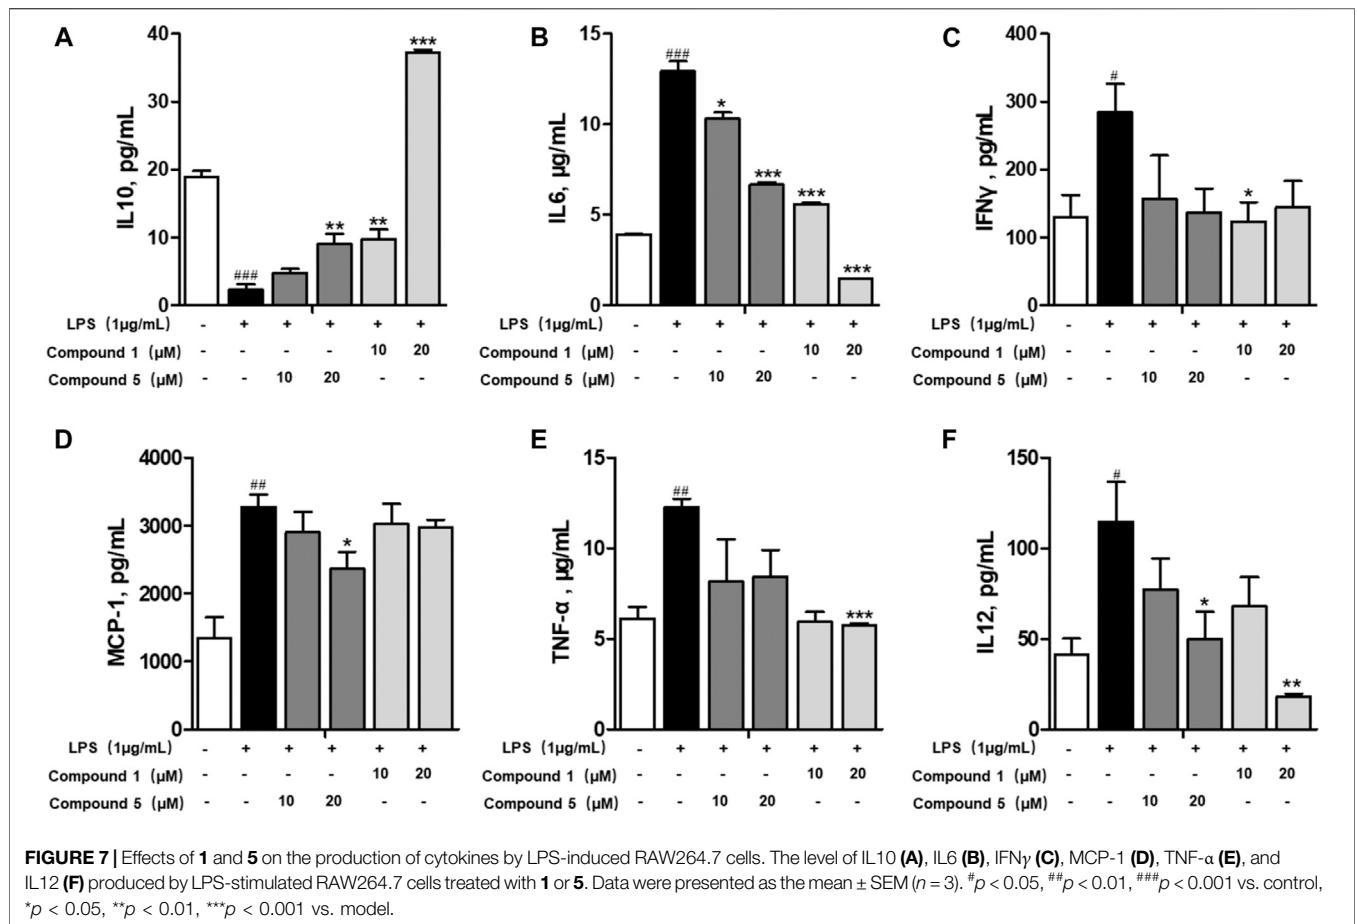 A
IL10, pg/mL
40
30
20
10
0
###
**
**
***
LPS (1μg/mL) - + + + + +
Compound 1 (μM) - - - - 10 20
Compound 5 (μM) - - 10 20 - -
B
IL6, μg/mL
15
10
5
0
###
*
***
***
***
LPS (1μg/mL) - + + + + +
Compound 1 (μM) - - - - 10 20
Compound 5 (μM) - - 10 20 - -
C
IFNγ , pg/mL
400
300
200
100
0
#
*
LPS (1μg/mL) - + + + + +
Compound 1 (μM) - - - - 10 20
Compound 5 (μM) - - 10 20 - -
D
MCP-1, pg/mL
4000
3000
2000
1000
0
##
*
LPS (1μg/mL) - + + + + +
Compound 1 (μM) - - - - 10 20
Compound 5 (μM) - - 10 20 - -
E
TNF-α , μg/mL
15
10
5
0
##
***
LPS (1μg/mL) - + + + + +
Compound 1 (μM) - - - - 10 20
Compound 5 (μM) - - 10 20 - -
F
IL12, pg/mL
150
100
50
0
#
*
**
LPS (1μg/mL) - + + + + +
Compound 1 (μM) - - - - 10 20
Compound 5 (μM) - - 10 20 - -
FIGURE 7 | Effects of 1 and 5 on the production of cytokines by LPS-induced RAW264.7 cells. The level of IL10 (A), IL6 (B), IFNγ (C), MCP-1 (D), TNF-α (E), and
IL12 (F) produced by LPS-stimulated RAW264.7 cells treated with 1 or 5. Data were presented as the mean ± SEM (n = 3). #p < 0.05, ##p < 0.01, ###p < 0.001 vs. control,
*p < 0.05, **p < 0.01, ***p < 0.001 vs. model.